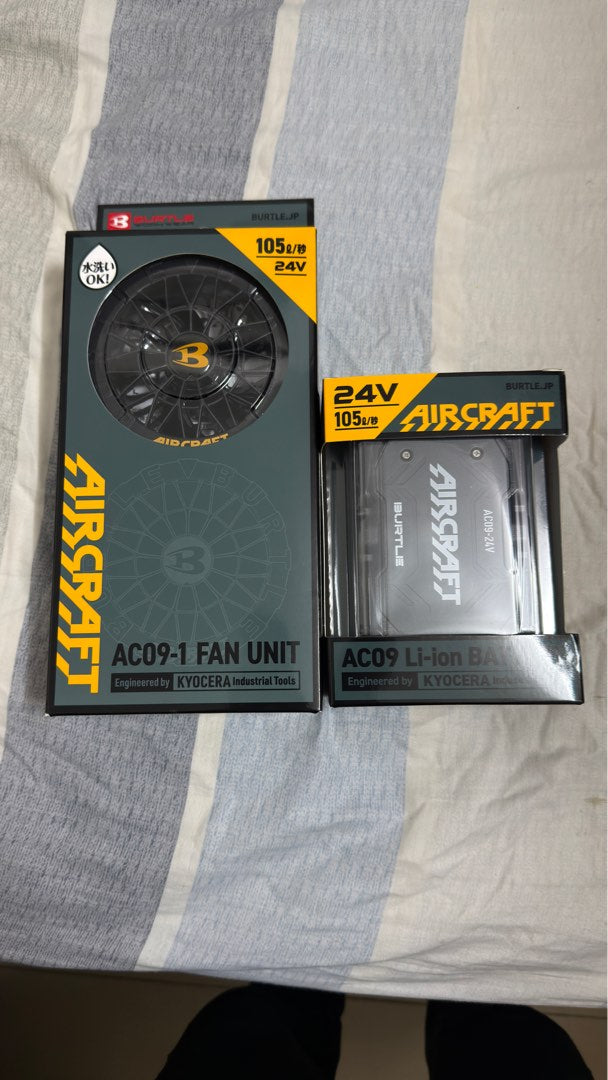 BURTLE
BURTLE.JP
水洗い
OK!
105ℓ/秒
24V
B
AIRCRAFT
B
AIRCRAFT
AC09-1 FAN UNIT
Engineered by KYOCERA Industrial Tools
24V
105ℓ/秒
BURTLE.JP
AIRCRAFT
AIRCRAFT
AC09-24V
BURTLE
AC09 Li-ion
Engineered by KYOCERA